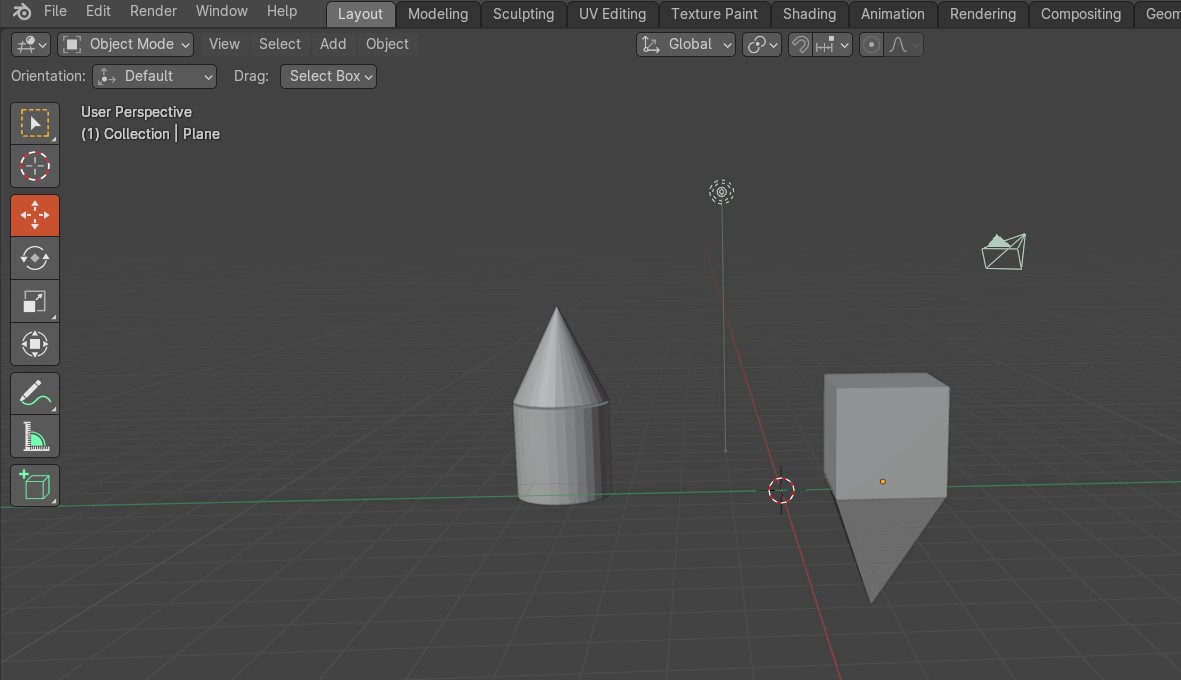 File Edit Render Window Help Layout Modeling Sculpting UV Editing Texture Paint Shading Animation Rendering Compositing Geom
Object Mode View Select Add Object Global
Orientation: Default Drag: Select Box
User Perspective
(1) Collection | Plane